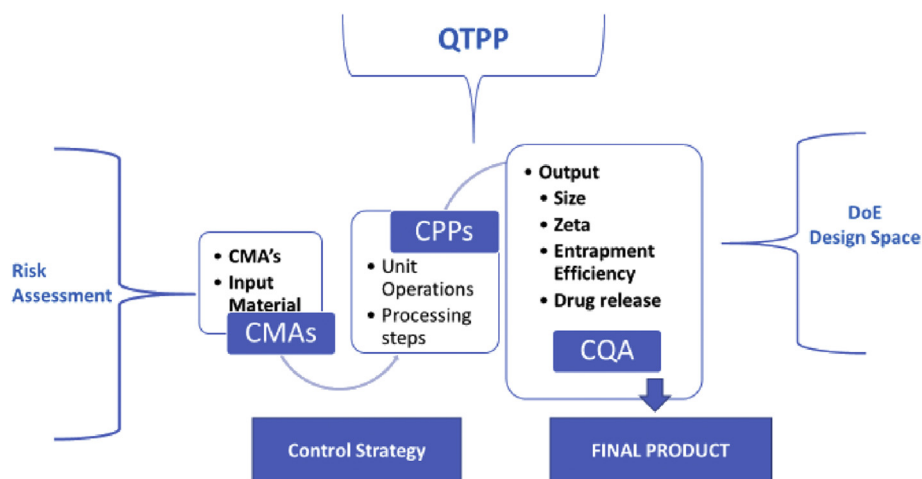 QTPP
Risk
Assessment
• CMA's
• Input
Material
CMAs
CPPs
• Unit
Operations
• Processing
steps
• Output
• Size
• Zeta
• Entrapment
Efficiency
• Drug release
CQA
DoE
Design Space
Control Strategy
FINAL PRODUCT